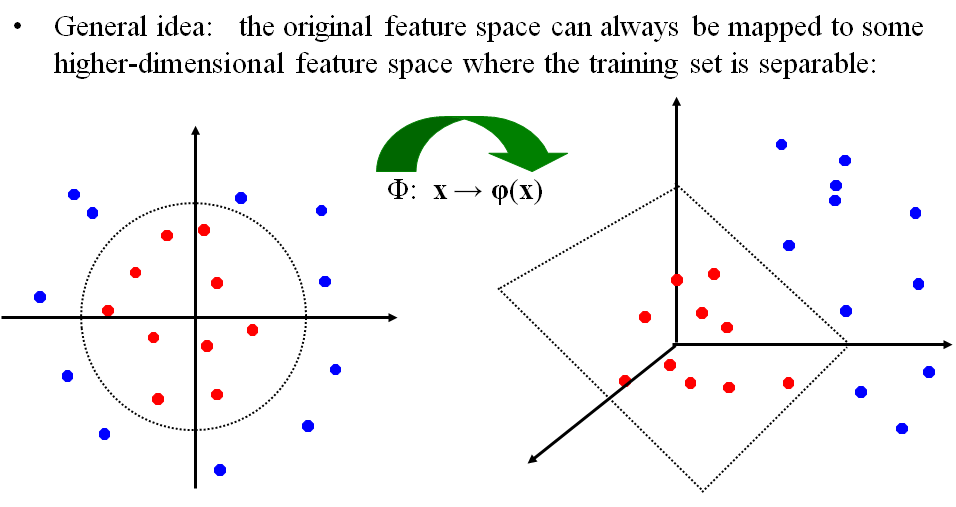 • General idea: the original feature space can always be mapped to some
higher-dimensional feature space where the training set is separable:
Φ: x → φ(x)